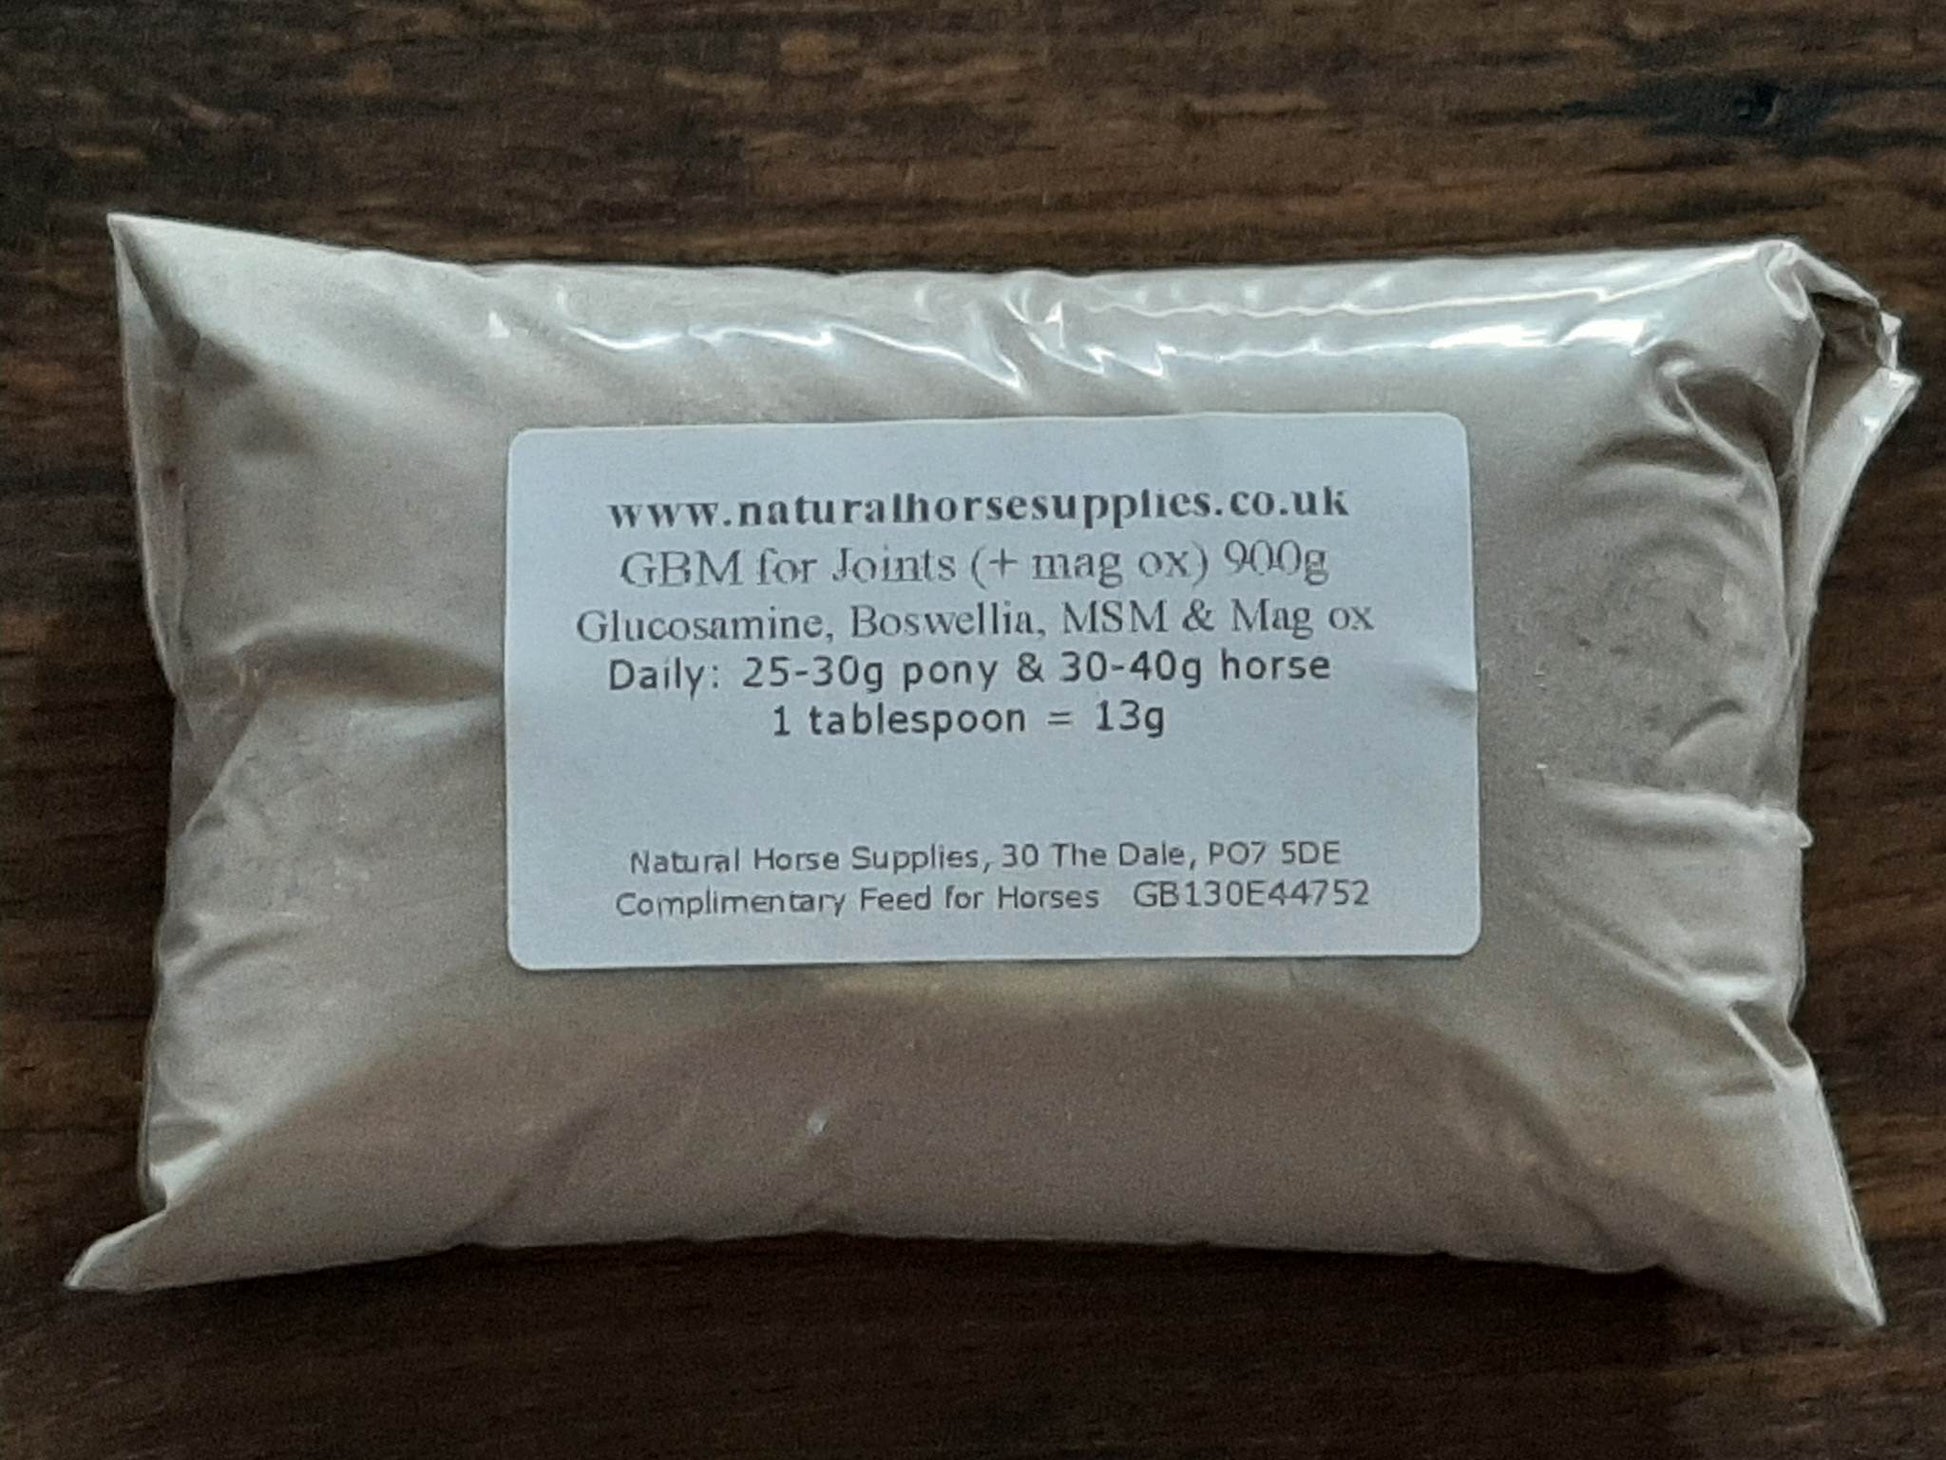 www.naturalhorsesupplies.co.uk
GBM for Joints (+ mag ox) 900g
Glucosamine, Boswellia, MSM & Mag ox
Daily: 25-30g pony & 30-40g horse
1 tablespoon = 13g
Natural Horse Supplies, 30 The Dale, PO7 5DE
Complimentary Feed for Horses GB130E44752